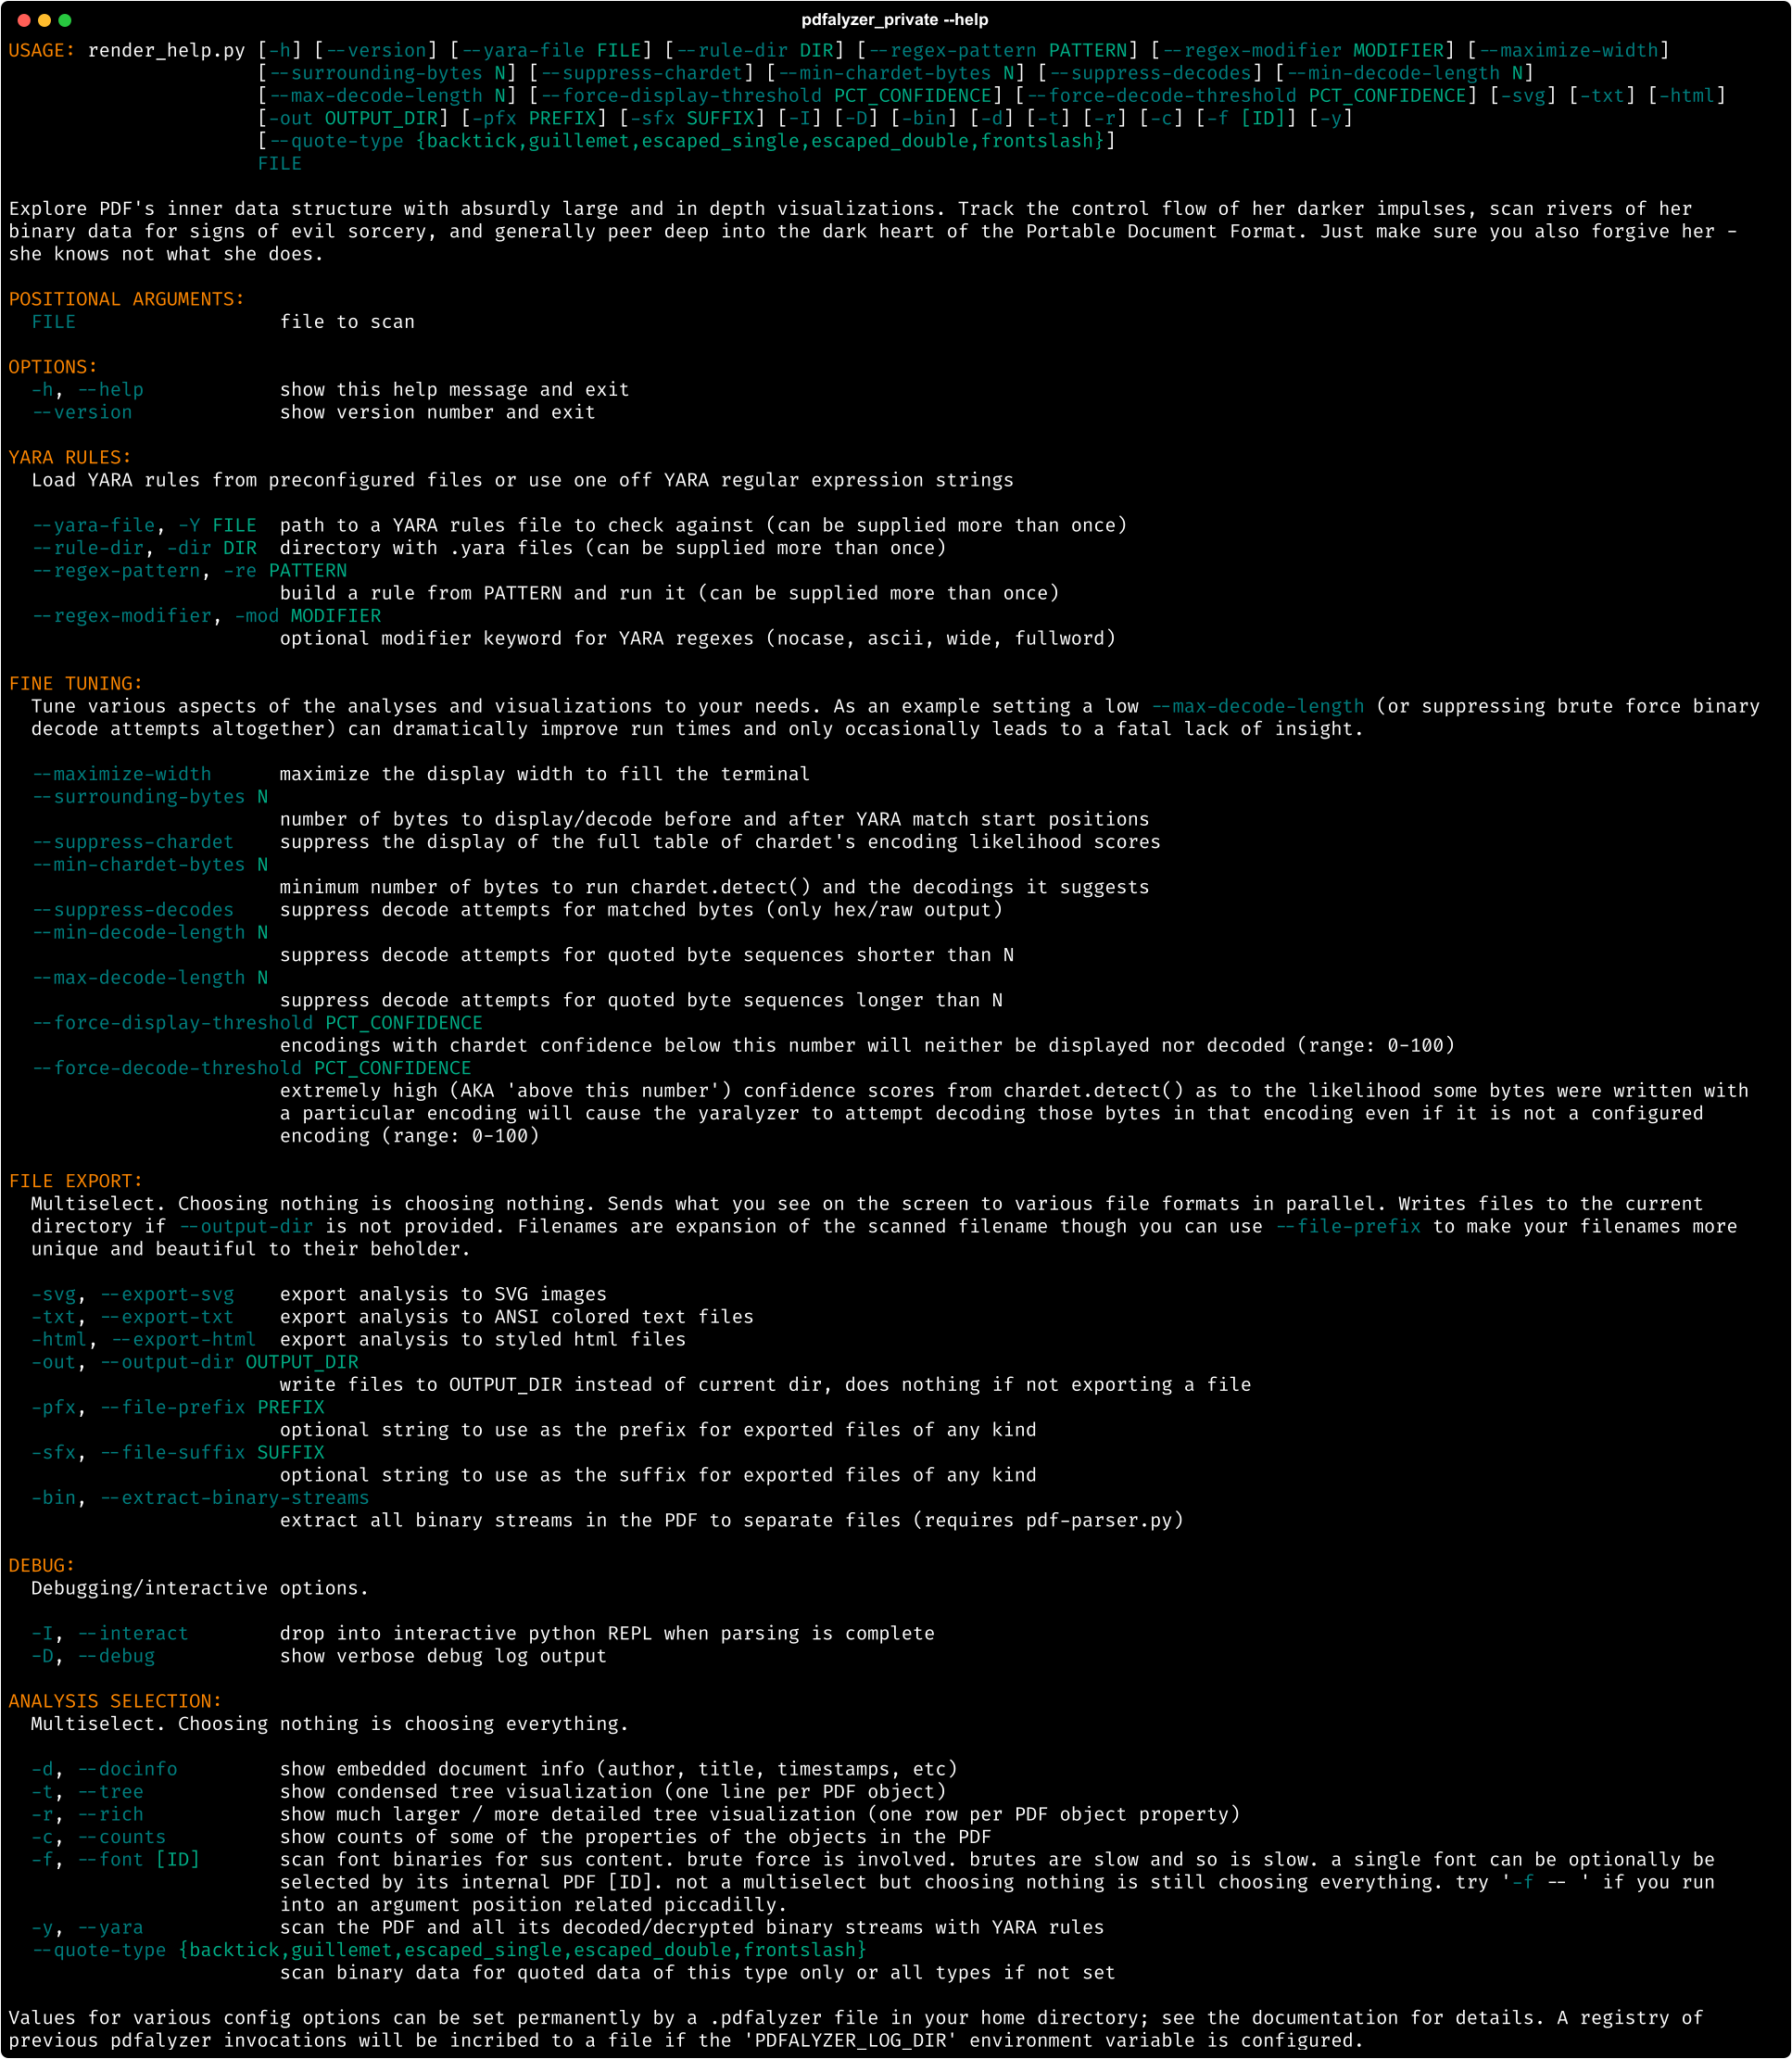 pdfalyzer_private --help
USAGE: render_help.py [-h] [--version] [--yara-file FILE] [--rule-dir DIR] [--regex-pattern PATTERN] [--regex-modifier MODIFIER] [--maximize-width]
[--surrounding-bytes N] [--suppress-chardet] [--min-chardet-bytes N] [--suppress-decodes] [--min-decode-length N]
[--max-decode-length N] [--force-display-threshold PCT_CONFIDENCE] [--force-decode-threshold PCT_CONFIDENCE] [-svg] [-txt] [-html]
[-out OUTPUT_DIR] [-pfx PREFIX] [-sfx SUFFIX] [-I] [-D] [-bin] [-d] [-t] [-r] [-c] [-f [ID]] [-y]
[--quote-type {backtick,guillemet,escaped_single,escaped_double,frontslash}]
FILE
Explore PDF's inner data structure with absurdly large and in depth visualizations. Track the control flow of her darker impulses, scan rivers of her
binary data for signs of evil sorcery, and generally peer deep into the dark heart of the Portable Document Format. Just make sure you also forgive her -
she knows not what she does.
POSITIONAL ARGUMENTS:
FILE file to scan
OPTIONS:
-h, --help show this help message and exit
--version show version number and exit
YARA RULES:
Load YARA rules from preconfigured files or use one off YARA regular expression strings
--yara-file, -Y FILE path to a YARA rules file to check against (can be supplied more than once)
--rule-dir, -dir DIR directory with .yara files (can be supplied more than once)
--regex-pattern, -re PATTERN
build a rule from PATTERN and run it (can be supplied more than once)
--regex-modifier, -mod MODIFIER
optional modifier keyword for YARA regexes (nocase, ascii, wide, fullword)
FINE TUNING:
Tune various aspects of the analyses and visualizations to your needs. As an example setting a low --max-decode-length (or suppressing brute force binary
decode attempts altogether) can dramatically improve run times and only occasionally leads to a fatal lack of insight.
--maximize-width maximize the display width to fill the terminal
--surrounding-bytes N
number of bytes to display/decode before and after YARA match start positions
--suppress-chardet suppress the display of the full table of chardet's encoding likelihood scores
--min-chardet-bytes N
minimum number of bytes to run chardet.detect() and the decodings it suggests
--suppress-decodes suppress decode attempts for matched bytes (only hex/raw output)
--min-decode-length N
suppress decode attempts for quoted byte sequences shorter than N
--max-decode-length N
suppress decode attempts for quoted byte sequences longer than N
--force-display-threshold PCT_CONFIDENCE
encodings with chardet confidence below this number will neither be displayed nor decoded (range: 0-100)
--force-decode-threshold PCT_CONFIDENCE
extremely high (AKA 'above this number') confidence scores from chardet.detect() as to the likelihood some bytes were written with
a particular encoding will cause the yaralyzer to attempt decoding those bytes in that encoding even if it is not a configured
encoding (range: 0-100)
FILE EXPORT:
Multiselect. Choosing nothing is choosing nothing. Sends what you see on the screen to various file formats in parallel. Writes files to the current
directory if --output-dir is not provided. Filenames are expansion of the scanned filename though you can use --file-prefix to make your filenames more
unique and beautiful to their beholder.
-svg, --export-svg export analysis to SVG images
-txt, --export-txt export analysis to ANSI colored text files
-html, --export-html export analysis to styled html files
-out, --output-dir OUTPUT_DIR
write files to OUTPUT_DIR instead of current dir, does nothing if not exporting a file
-pfx, --file-prefix PREFIX
optional string to use as the prefix for exported files of any kind
-sfx, --file-suffix SUFFIX
optional string to use as the suffix for exported files of any kind
-bin, --extract-binary-streams
extract all binary streams in the PDF to separate files (requires pdf-parser.py)
DEBUG:
Debugging/interactive options.
-I, --interact drop into interactive python REPL when parsing is complete
-D, --debug show verbose debug log output
ANALYSIS SELECTION:
Multiselect. Choosing nothing is choosing everything.
-d, --docinfo show embedded document info (author, title, timestamps, etc)
-t, --tree show condensed tree visualization (one line per PDF object)
-r, --rich show much larger / more detailed tree visualization (one row per PDF object property)
-c, --counts show counts of some of the properties of the objects in the PDF
-f, --font [ID] scan font binaries for sus content. brute force is involved. brutes are slow and so is slow. a single font can be optionally be
selected by its internal PDF [ID]. not a multiselect but choosing nothing is still choosing everything. try '-f -- ' if you run
into an argument position related piccadilly.
-y, --yara scan the PDF and all its decoded/decrypted binary streams with YARA rules
--quote-type {backtick,guillemet,escaped_single,escaped_double,frontslash}
scan binary data for quoted data of this type only or all types if not set
Values for various config options can be set permanently by a .pdfalyzer file in your home directory; see the documentation for details. A registry of
previous pdfalyzer invocations will be incribed to a file if the 'PDFALYZER_LOG_DIR' environment variable is configured.